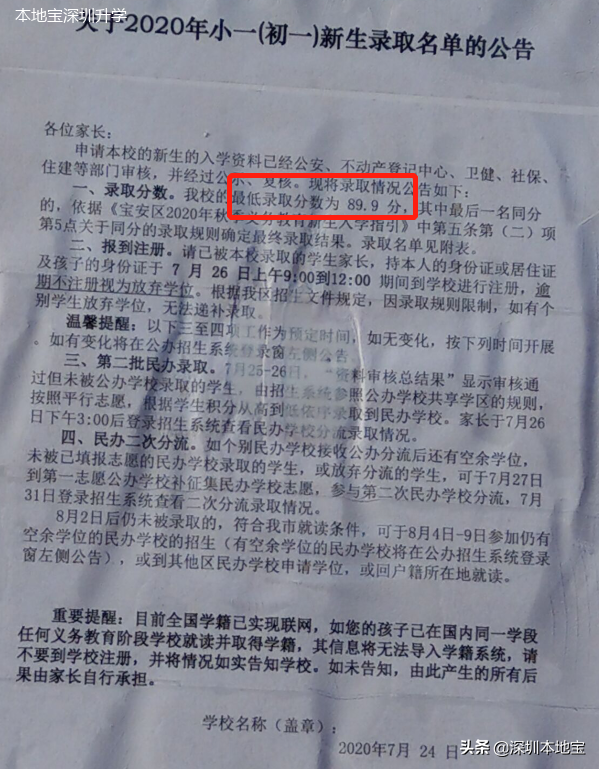 本地宝深圳升学
关于2020年小一(初一)新生录取名单的公告
各位家长:
申请本校的新生的入学资料已经公安、不动产登记中心、卫健、社保、
住建等部门审核,并经过公示、复核。现将录取情况公告如下:
一、录取分数。我校的最低录取分数为 89.9 分,其中最后一名同分
的,依据《宝安区2020年秋季义务教育新生入学指引》中第五条第(二)项
第5点关于同分的录取规则确定最终录取结果。录取名单见附表。
二、报到注册。请已被本校录取的学生家长,持本人的身份证或居住证
及孩子的身份证于 7 月 26 日上午9:00到12:00 期间到学校进行注册,逾
期不注册视为放弃学位。根据我区招生文件规定,因录取规则限制,如有个
别学生放弃学位,无法递补录取。
温馨提醒:以下三至四项工作为预定时间,如无变化,按下列时间开展
。如有变化将在公办招生系统登录窗左侧公告。
三、第二批民办录取。7月25-26日,“资料审核总结果”显示审核通
过但未被公办学校录取的学生,由招生系统参照公办学校共享学区的规则,
按照平行志愿,根据学生积分从高到低依序录取到民办学校。家长于7月26
日下午3:00后登录招生系统查看民办学校分流录取情况。
四、民办二次分流。如个别民办学校接收公办分流后还有空余学位,
未被已填报志愿的民办学校录取的学生,或放弃分流的学生,可于7月27日
到第一志愿公办学校补征集民办学校志愿,参与第二次民办学校分流,7月
31日登录招生系统查看二次分流录取情况。
8月2日后仍未被录取的,符合我市就读条件,可于8月4日-9日参加仍有
空余学位的民办学校的招生(有空余学位的民办学校将在公办招生系统登录
窗左侧公告),或到其他区民办学校申请学位,或回户籍所在地就读。
重要提醒:目前全国学籍已实现联网,如您的孩子已在国内同一学段
任何义务教育阶段学校就读并取得学籍,其信息将无法导入学籍系统,请
不要到学校注册,并将情况如实告知学校。如未告知,由此产生的所有后
果由家长自行承担。
学校名称(盖章):
2020年7月 24 日
头条 @深圳本地宝